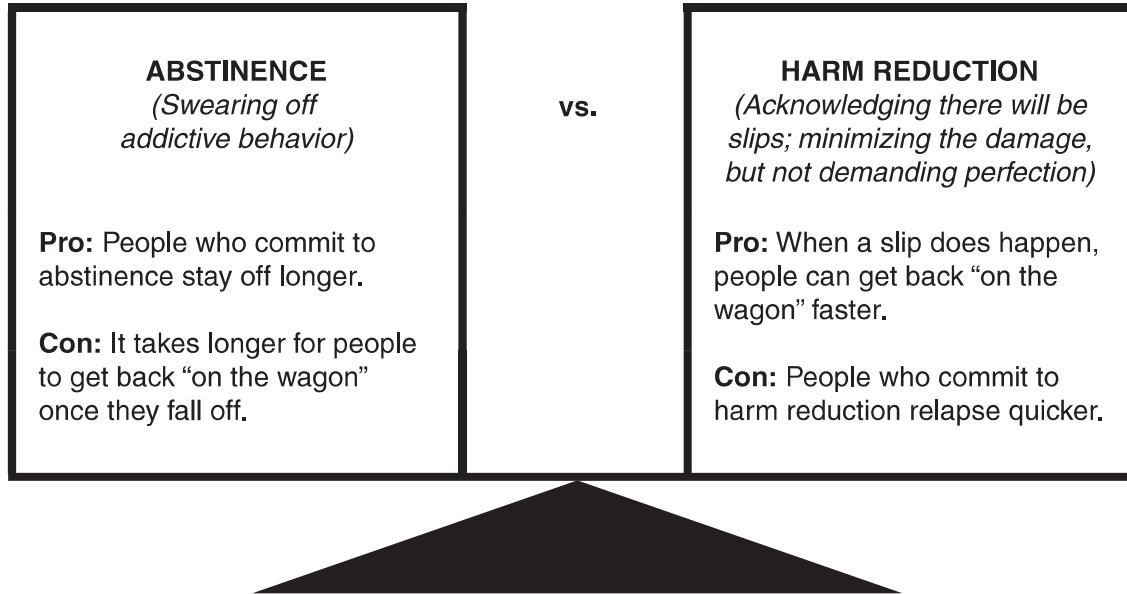 ABSTINENCE
(Swearing off
addictive behavior)
Pro: People who commit to
abstinence stay off longer.
Con: It takes longer for people
to get back “on the wagon”
once they fall off.
vs.
HARM REDUCTION
(Acknowledging there will be
slips; minimizing the damage,
but not demanding perfection)
Pro: When a slip does happen,
people can get back “on the
wagon” faster.
Con: People who commit to
harm reduction relapse quicker.